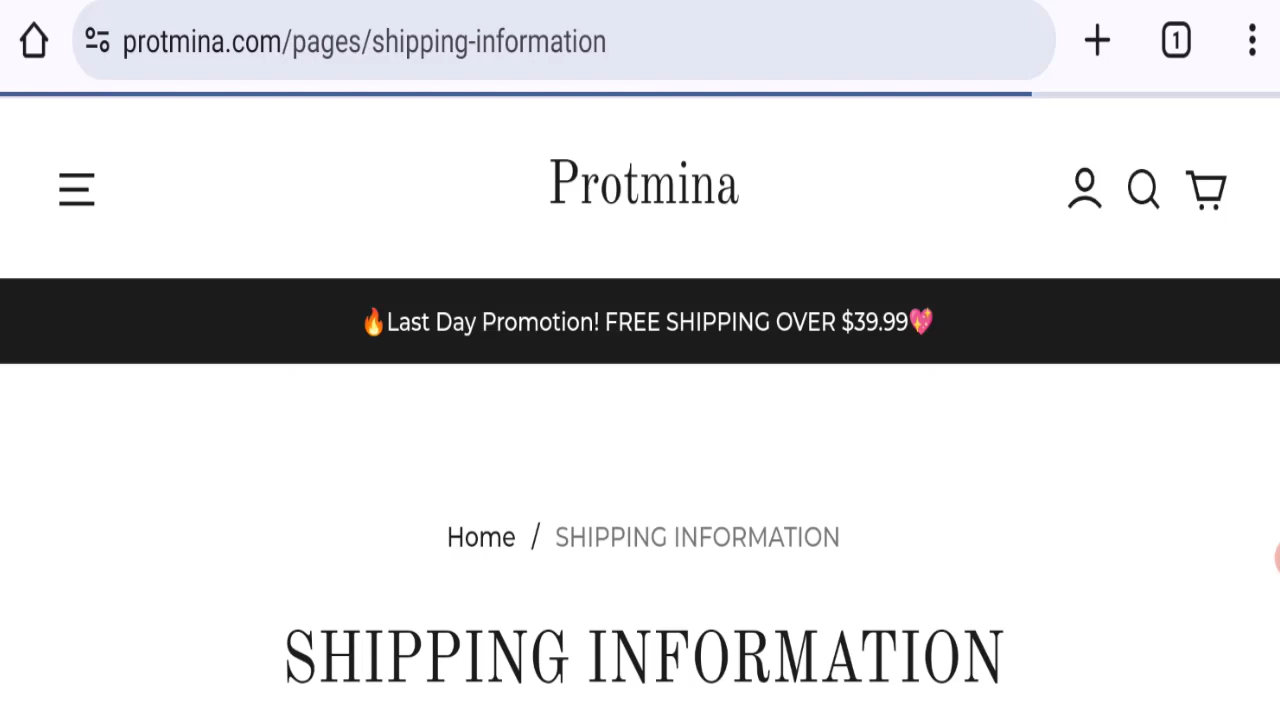 protmina.com/pages/shipping-information
1
Protmina
🔥Last Day Promotion! FREE SHIPPING OVER $39.99💖
Home / SHIPPING INFORMATION
SHIPPING INFORMATION